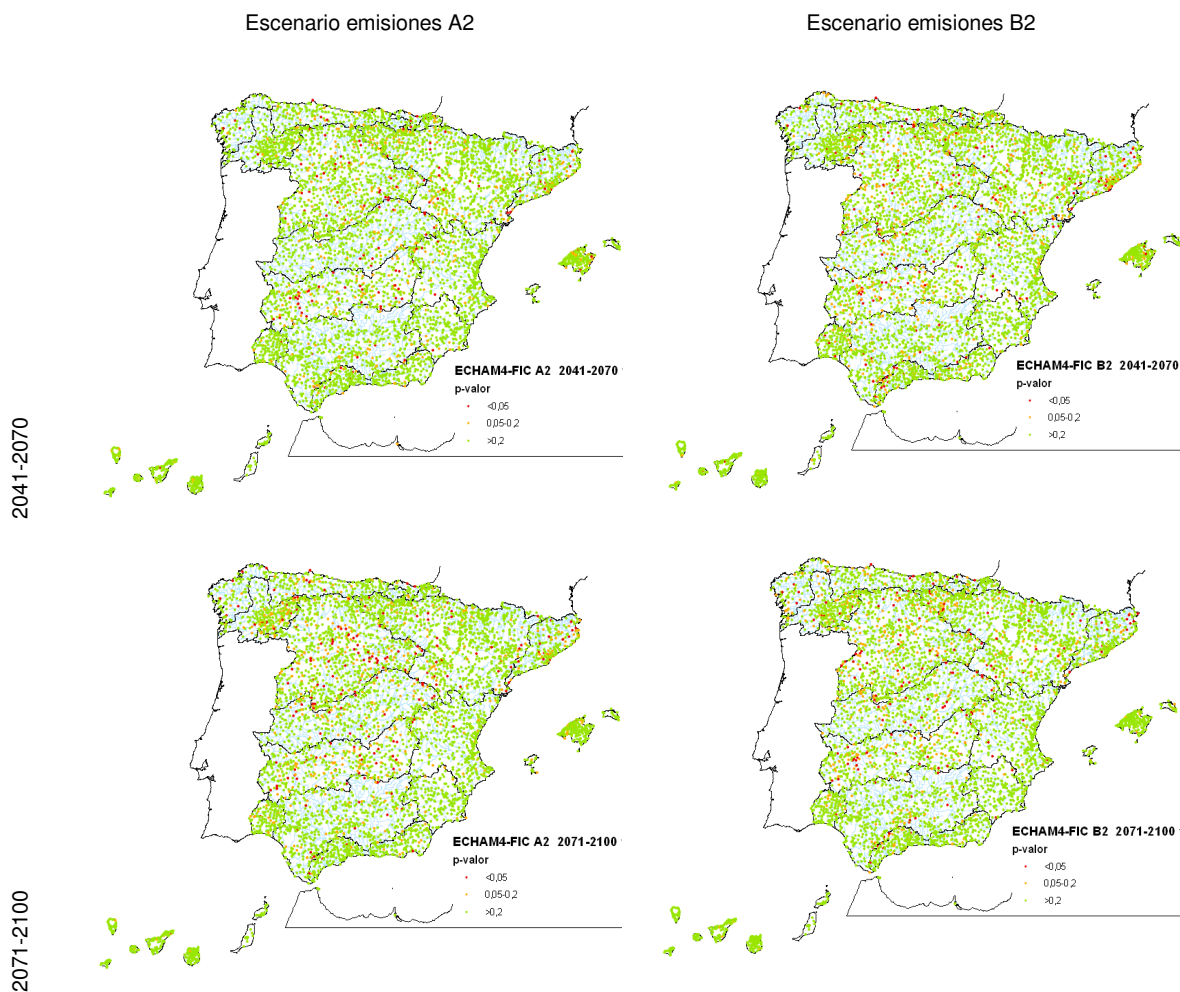 Escenario emisiones A2
Escenario emisiones B2
2041-2070
ECHAM4-FIC A2 2041-2070
p-valor
<0,05
0,05-0,2
>0,2
ECHAM4-FIC B2 2041-2070
p-valor
<0,05
0,05-0,2
>0,2
2071-2100
ECHAM4-FIC A2 2071-2100
p-valor
<0,05
0,05-0,2
>0,2
ECHAM4-FIC B2 2071-2100
p-valor
<0,05
0,05-0,2
>0,2